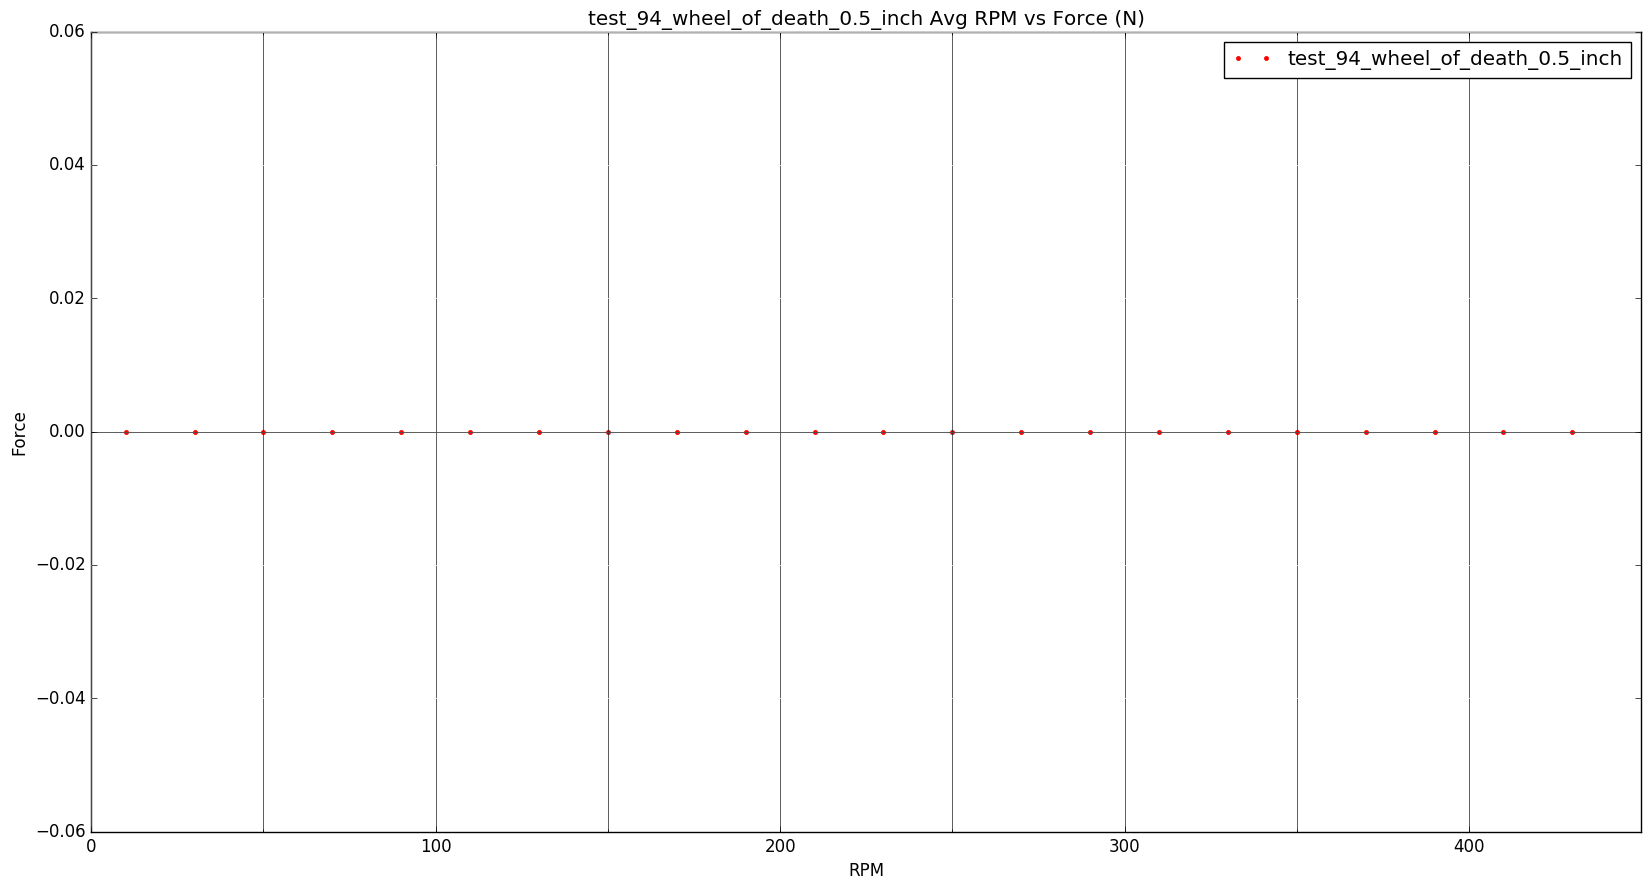 test_94_wheel_of_death_0.5_inch Avg RPM vs Force (N)
test_94_wheel_of_death_0.5_inch
0.06
0.04
0.02
0.00
−0.02
−0.04
−0.06
Force
0 100 200 300 400
RPM